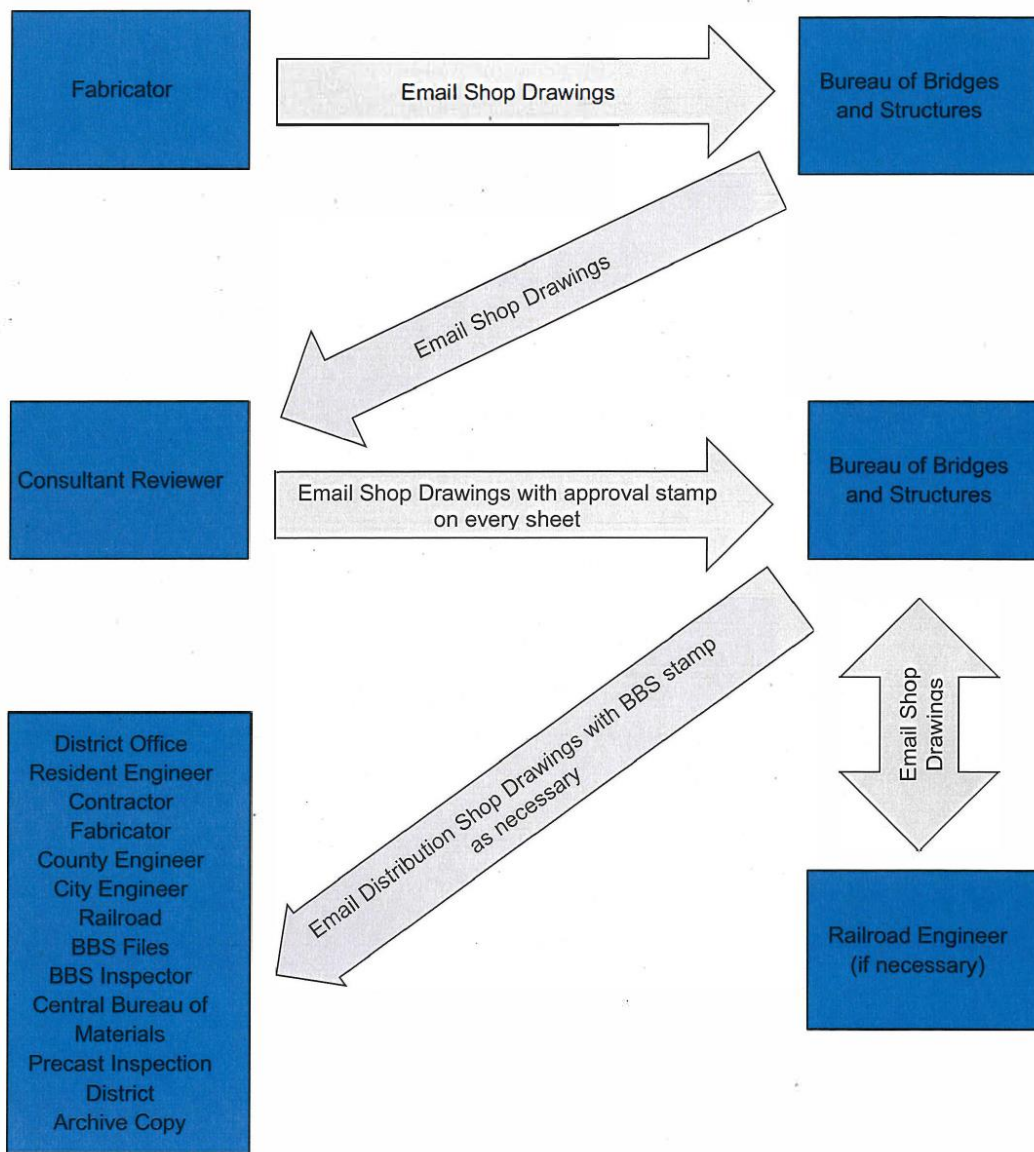 Fabricator
Email Shop Drawings
Bureau of Bridges
and Structures
Email Shop Drawings
Consultant Reviewer
Email Shop Drawings with approval stamp
on every sheet
Bureau of Bridges
and Structures
Email Distribution Shop Drawings with BBS stamp
as necessary
Email Shop
Drawings
District Office
Resident Engineer
Contractor
Fabricator
County Engineer
City Engineer
Railroad
BBS Files
BBS Inspector
Central Bureau of
Materials
Precast Inspection
District
Archive Copy
Railroad Engineer
(if necessary)